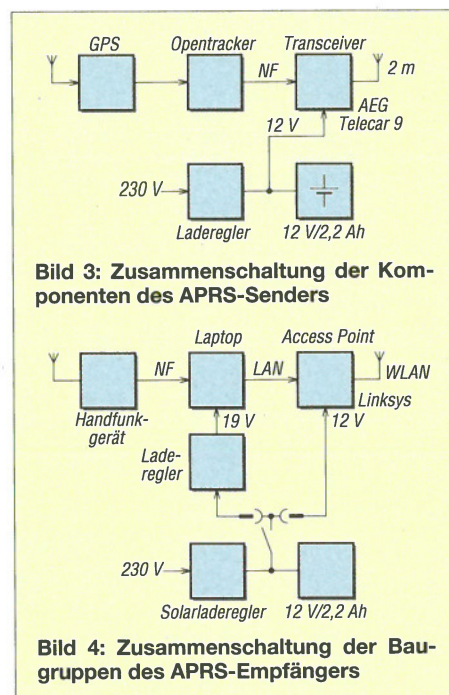 GPS
Opentracker
Transceiver
NF
2 m
12 V
AEG
Telecar 9
230 V
Laderegler
12 V/2,2 Ah
Bild 3: Zusammenschaltung der Kom-
ponenten des APRS-Senders
Laptop
Access Point
NF
LAN
WLAN
Handfunk-
gerät
19 V
Linksys
12 V
Lade-
regler
230 V
Solarladeregler
12 V/2,2 Ah
Bild 4: Zusammenschaltung der Bau-
gruppen des APRS-Empfängers